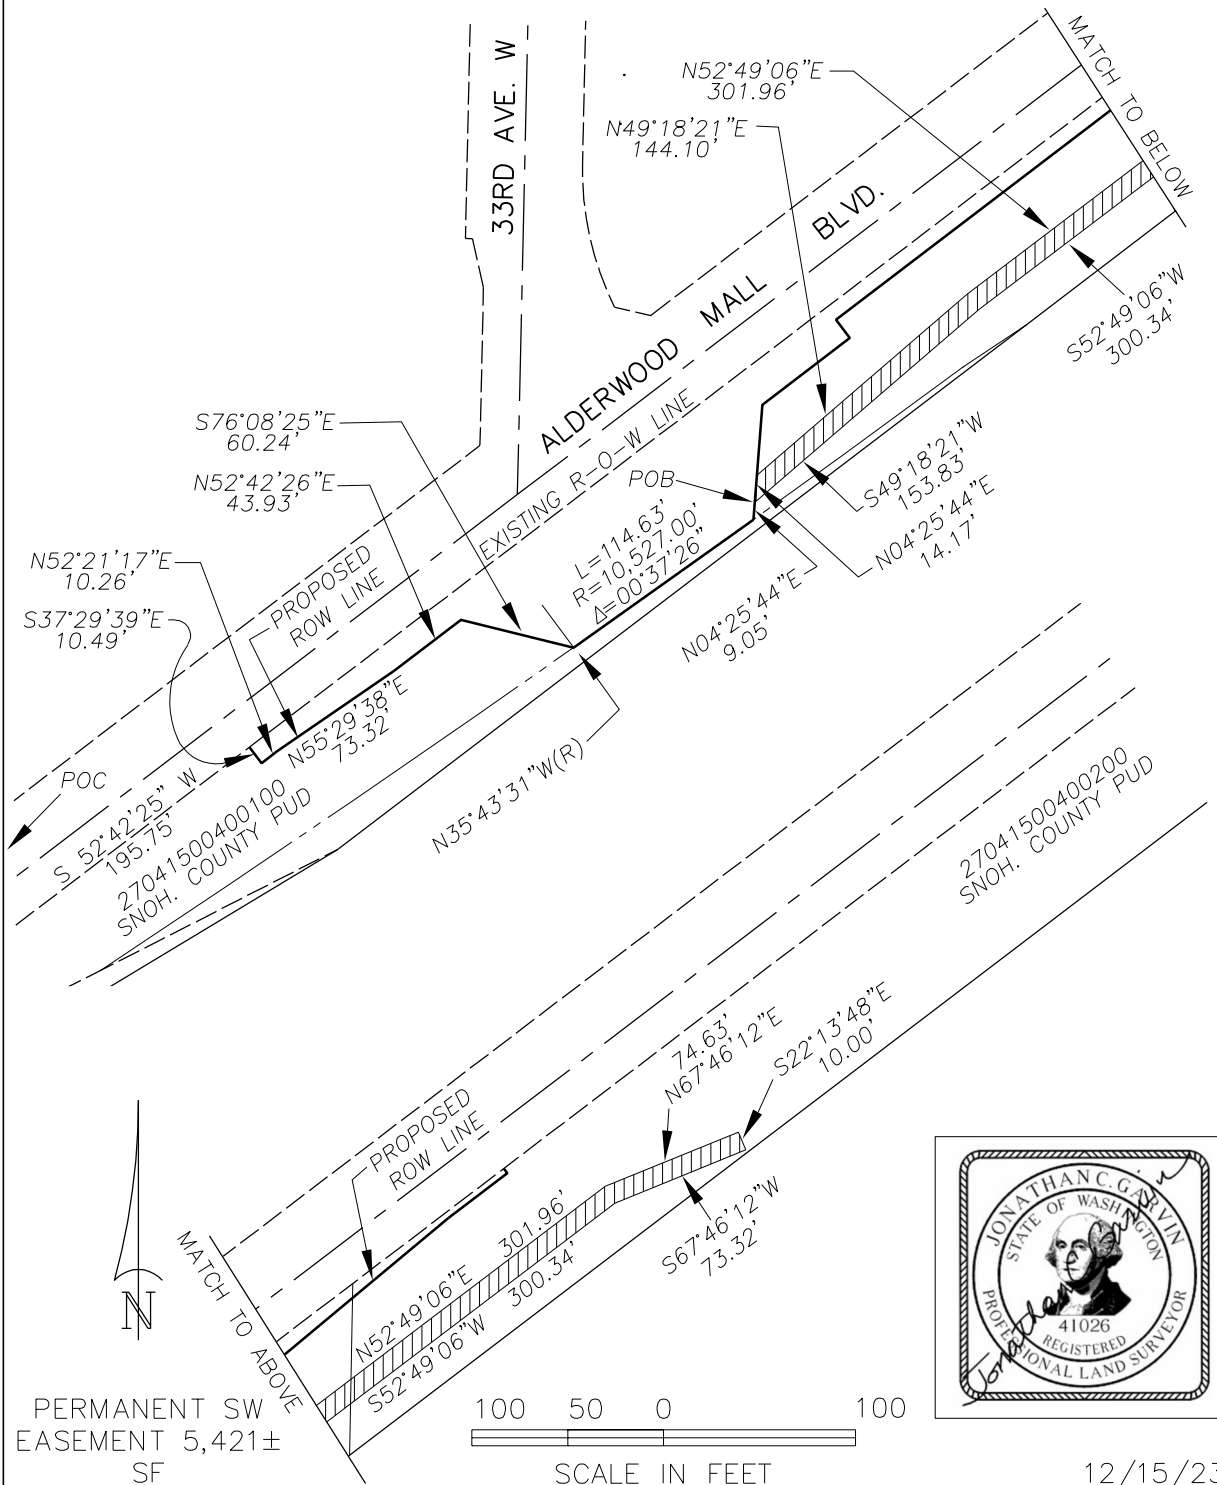 33RD AVE. W
MATCH TO BELOW
N52°49'06"E
301.96'
N49°18'21"E
144.10'
ALDERWOOD MALL BLVD.
S52°49'06"W
300.34'
S76°08'25"E
60.24'
N52°42'26"E
43.93'
EXISTING R-O-W LINE
POB
S49°18'21"W
153.83'
N04°25'44"E
14.17'
L=114.63'
R=10,527.00'
Δ=00°37'26"
N52°21'17"E
10.26'
S37°29'39"E
10.49'
PROPOSED
ROW LINE
N04°25'44"E
9.05'
N55°29'38"E
73.32'
N35°43'31"W(R)
POC
S 52°42'25" W
195.75'
27041500400100
SNOH. COUNTY PUD
27041500400200
SNOH. COUNTY PUD
74.63'
N67°46'12"E
S22°13'48"E
10.00'
PROPOSED
ROW LINE
S67°46'12"W
73.32'
301.96'
N52°49'06"E
300.34'
S52°49'06"W
MATCH TO ABOVE
N
JONATHAN C. GARVIN
STATE OF WASHINGTON
41026
REGISTERED
PROFESSIONAL LAND SURVEYOR
Jonathan C Garvin
PERMANENT SW
EASEMENT 5,421±
SF
100 50 0 100
SCALE IN FEET
12/15/23